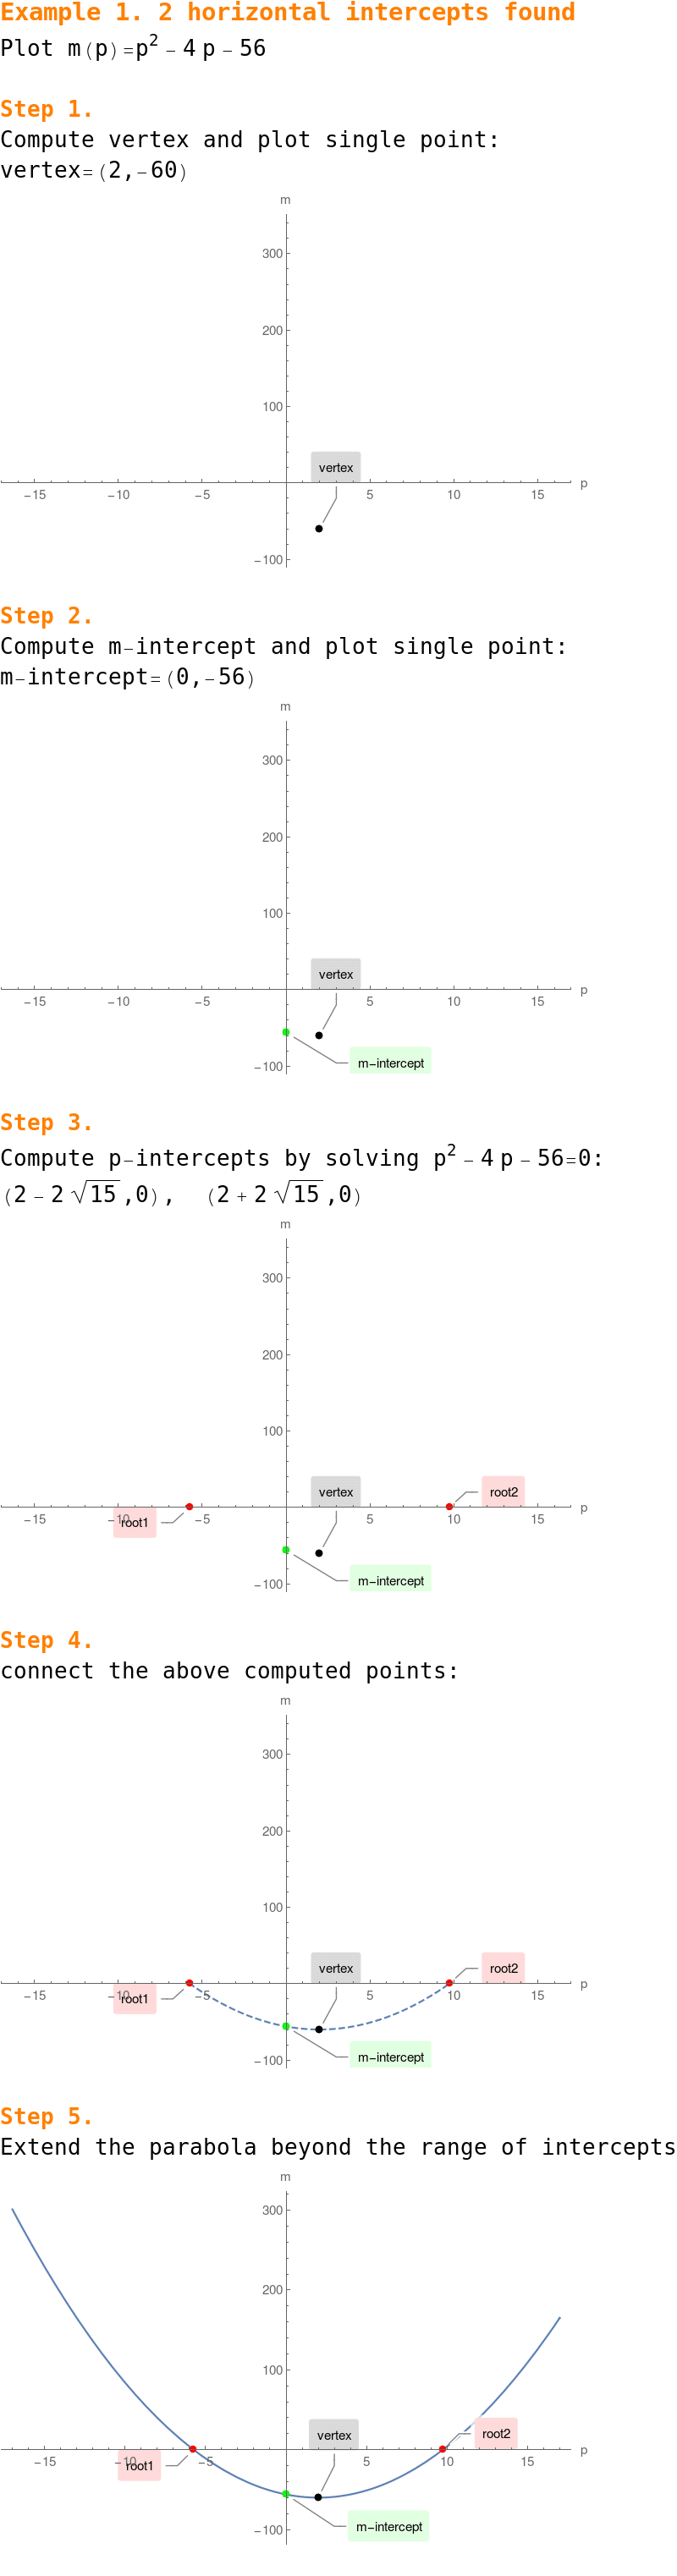 Example 1. 2 horizontal intercepts found
Plot m(p)=p² - 4 p - 56
Step 1.
Compute vertex and plot single point:
vertex=(2,-60)
m
300
200
100
vertex
-15 -10 -5 5 10 15 p
-100
Step 2.
Compute m-intercept and plot single point:
m-intercept=(0,-56)
m
300
200
100
vertex
-15 -10 -5 5 10 15 p
m-intercept
-100
Step 3.
Compute p-intercepts by solving p² - 4 p - 56=0:
(2 - 2 √15 ,0), (2 + 2 √15 ,0)
m
300
200
100
vertex root2
-15 -10 -5 5 10 15 p
root1
m-intercept
-100
Step 4.
connect the above computed points:
m
300
200
100
vertex root2
-15 -10 -5 5 10 15 p
root1
m-intercept
-100
Step 5.
Extend the parabola beyond the range of intercepts
m
300
200
100
vertex root2
-15 -10 -5 5 10 15 p
root1
m-intercept
-100